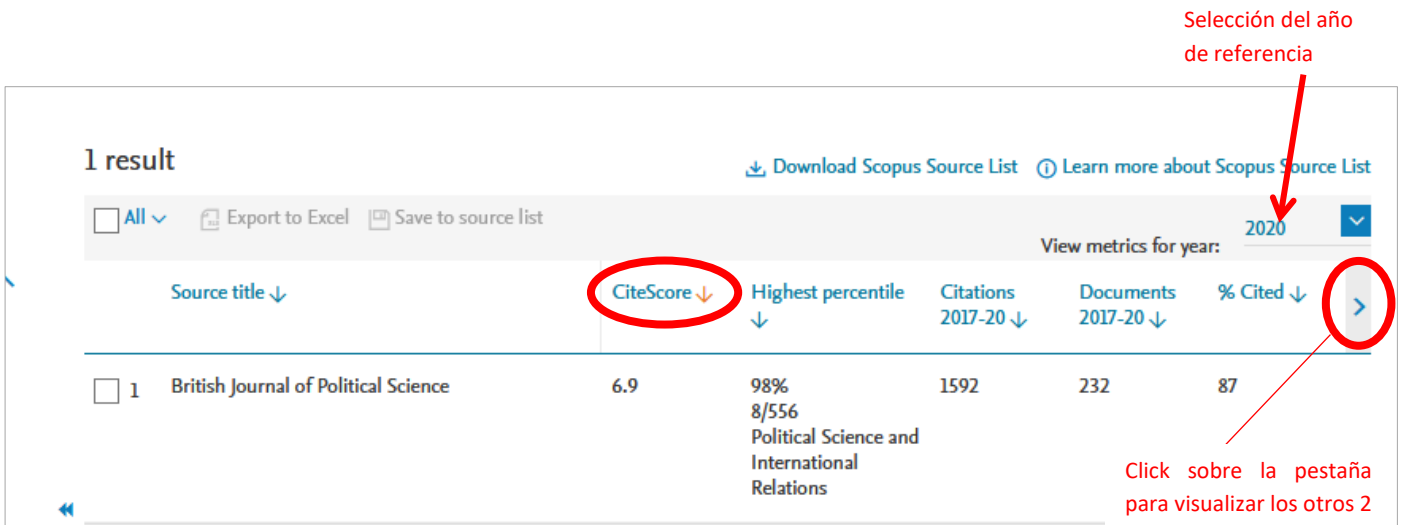 Selección del año
de referencia
1 result
Download Scopus Source List Learn more about Scopus Source List
All Export to Excel Save to source list
2020
View metrics for year:
Source title CiteScore Highest percentile Citations Documents % Cited
2017-20 2017-20
1 British Journal of Political Science 6.9 98% 1592 232 87
8/556
Political Science and
International
Relations
Click sobre la pestaña
para visualizar los otros 2